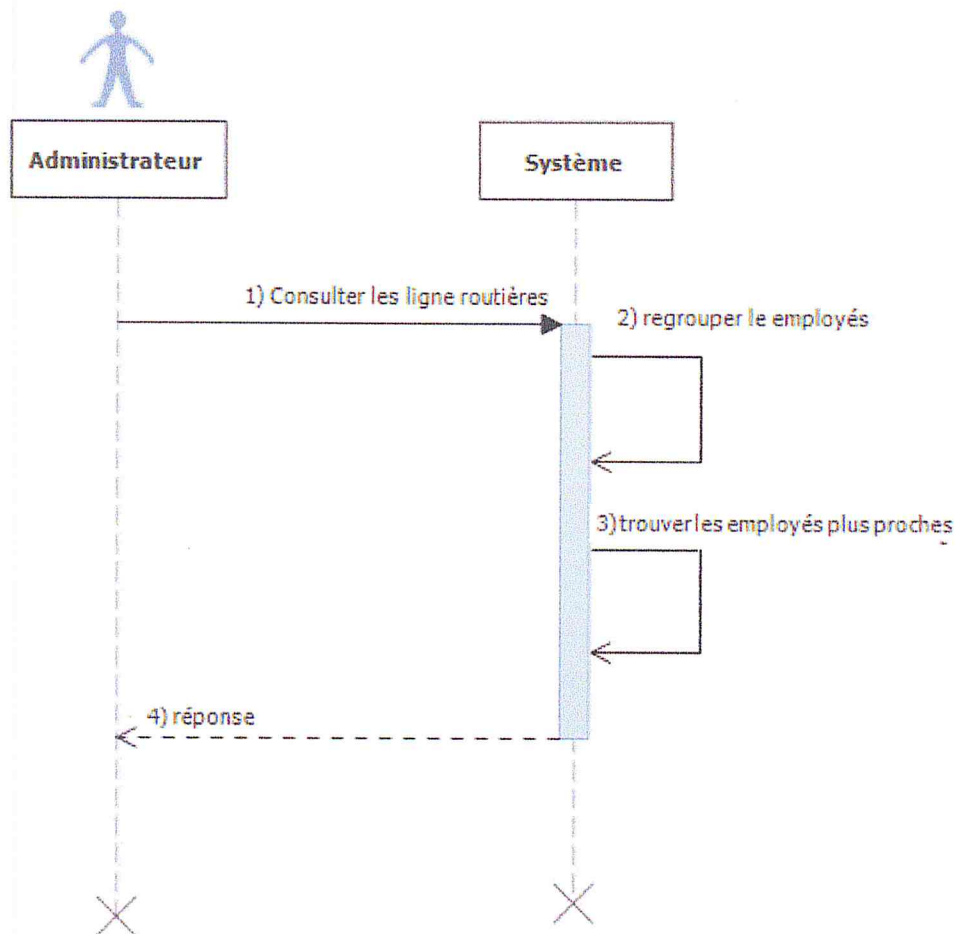 Administrateur
Système
1) Consulter les ligne routières
2) regrouper le employés
3)trouver les employés plus proches
4) réponse